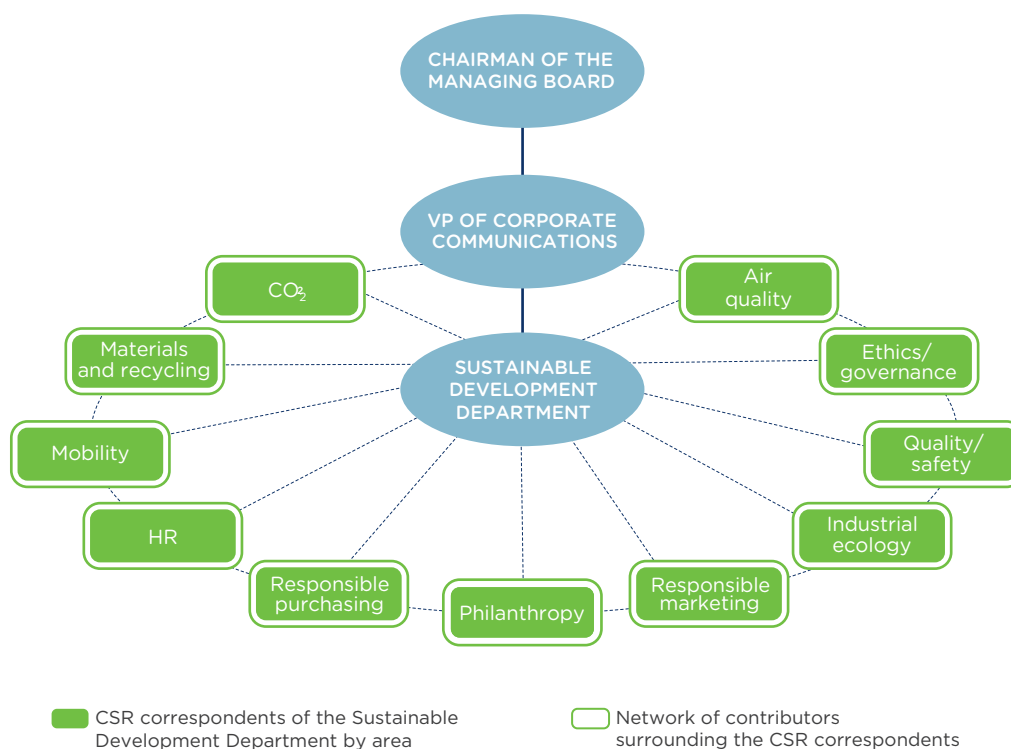 CHAIRMAN OF THE
MANAGING BOARD
VP OF CORPORATE
COMMUNICATIONS
CO₂
Air
quality
Materials
and recycling
SUSTAINABLE
DEVELOPMENT
DEPARTMENT
Ethics/
governance
Mobility
Quality/
safety
HR
Industrial
ecology
Responsible
purchasing
Philanthropy
Responsible
marketing
CSR correspondents of the Sustainable
Development Department by area
Network of contributors
surrounding the CSR correspondents